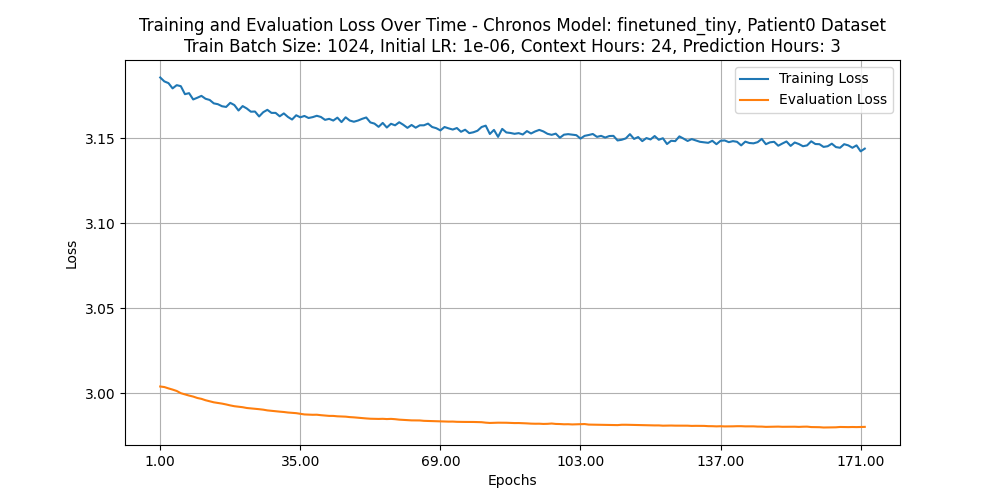 Training and Evaluation Loss Over Time - Chronos Model: finetuned_tiny, Patient0 Dataset
Train Batch Size: 1024, Initial LR: 1e-06, Context Hours: 24, Prediction Hours: 3
Training Loss
Evaluation Loss
3.15
3.10
3.05
3.00
Loss
1.00 35.00 69.00 103.00 137.00 171.00
Epochs